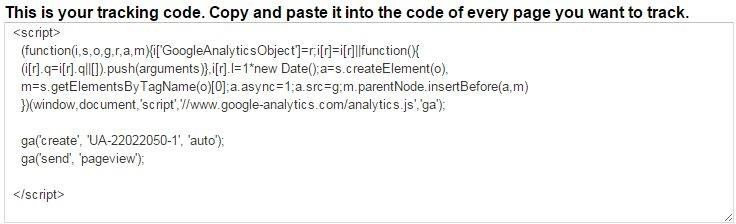 This is your tracking code. Copy and paste it into the code of every page you want to track.
<script>
(function(i,s,o,g,r,a,m){i['GoogleAnalyticsObject']=r;i[r]=i[r]||function(){
(i[r].q=i[r].q||[]).push(arguments)},i[r].l=1*new Date();a=s.createElement(o),
m=s.getElementsByTagName(o)[0];a.async=1;a.src=g;m.parentNode.insertBefore(a,m)
})(window,document,'script','//www.google-analytics.com/analytics.js','ga');
ga('create', 'UA-22022050-1', 'auto');
ga('send', 'pageview');
</script>